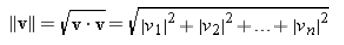 ‖v‖ = √(v · v) = √(|v₁|² + |v₂|² + ... + |vₙ|²)